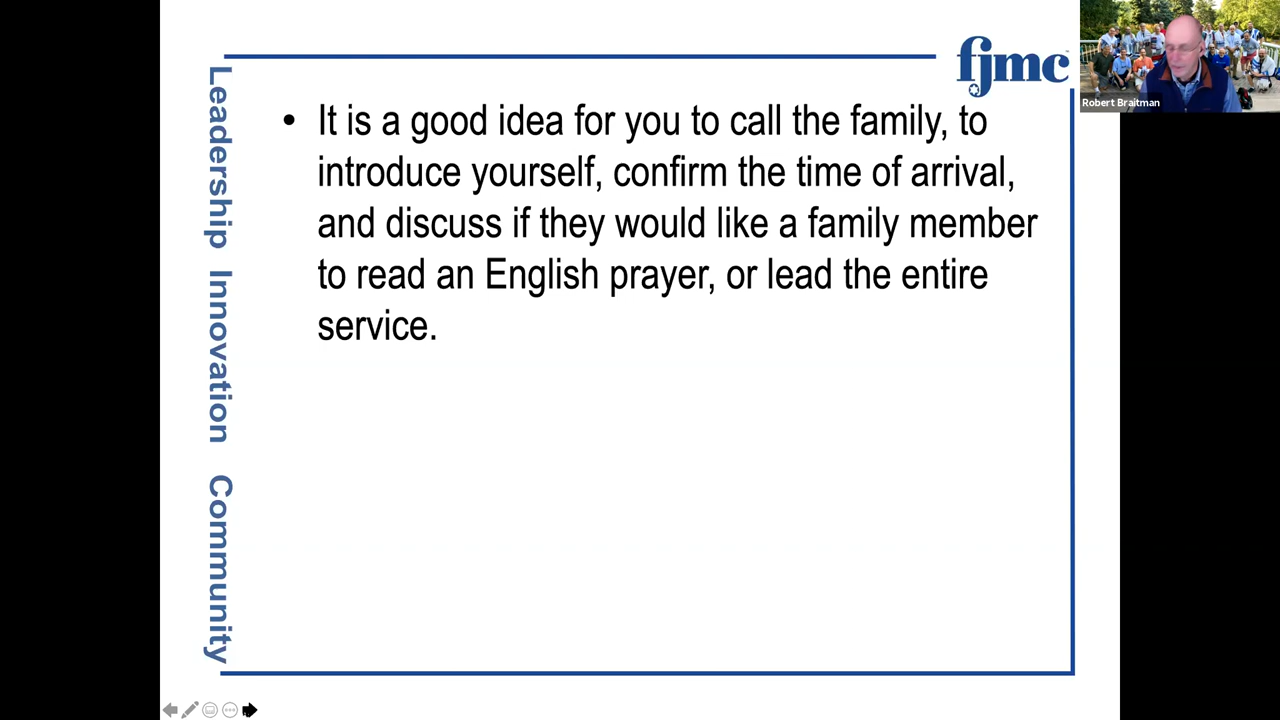 fjmc
Leadership Innovation Community
• It is a good idea for you to call the family, to
introduce yourself, confirm the time of arrival,
and discuss if they would like a family member
to read an English prayer, or lead the entire
service.
Robert Braitman